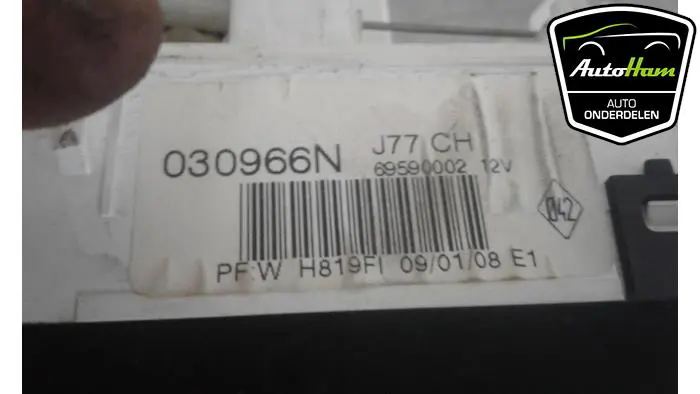 AutoHam
AUTO
ONDERDELEN
030966N J77 CH
69590002 12V
042
PF:W H819FI 09/01/08 E1